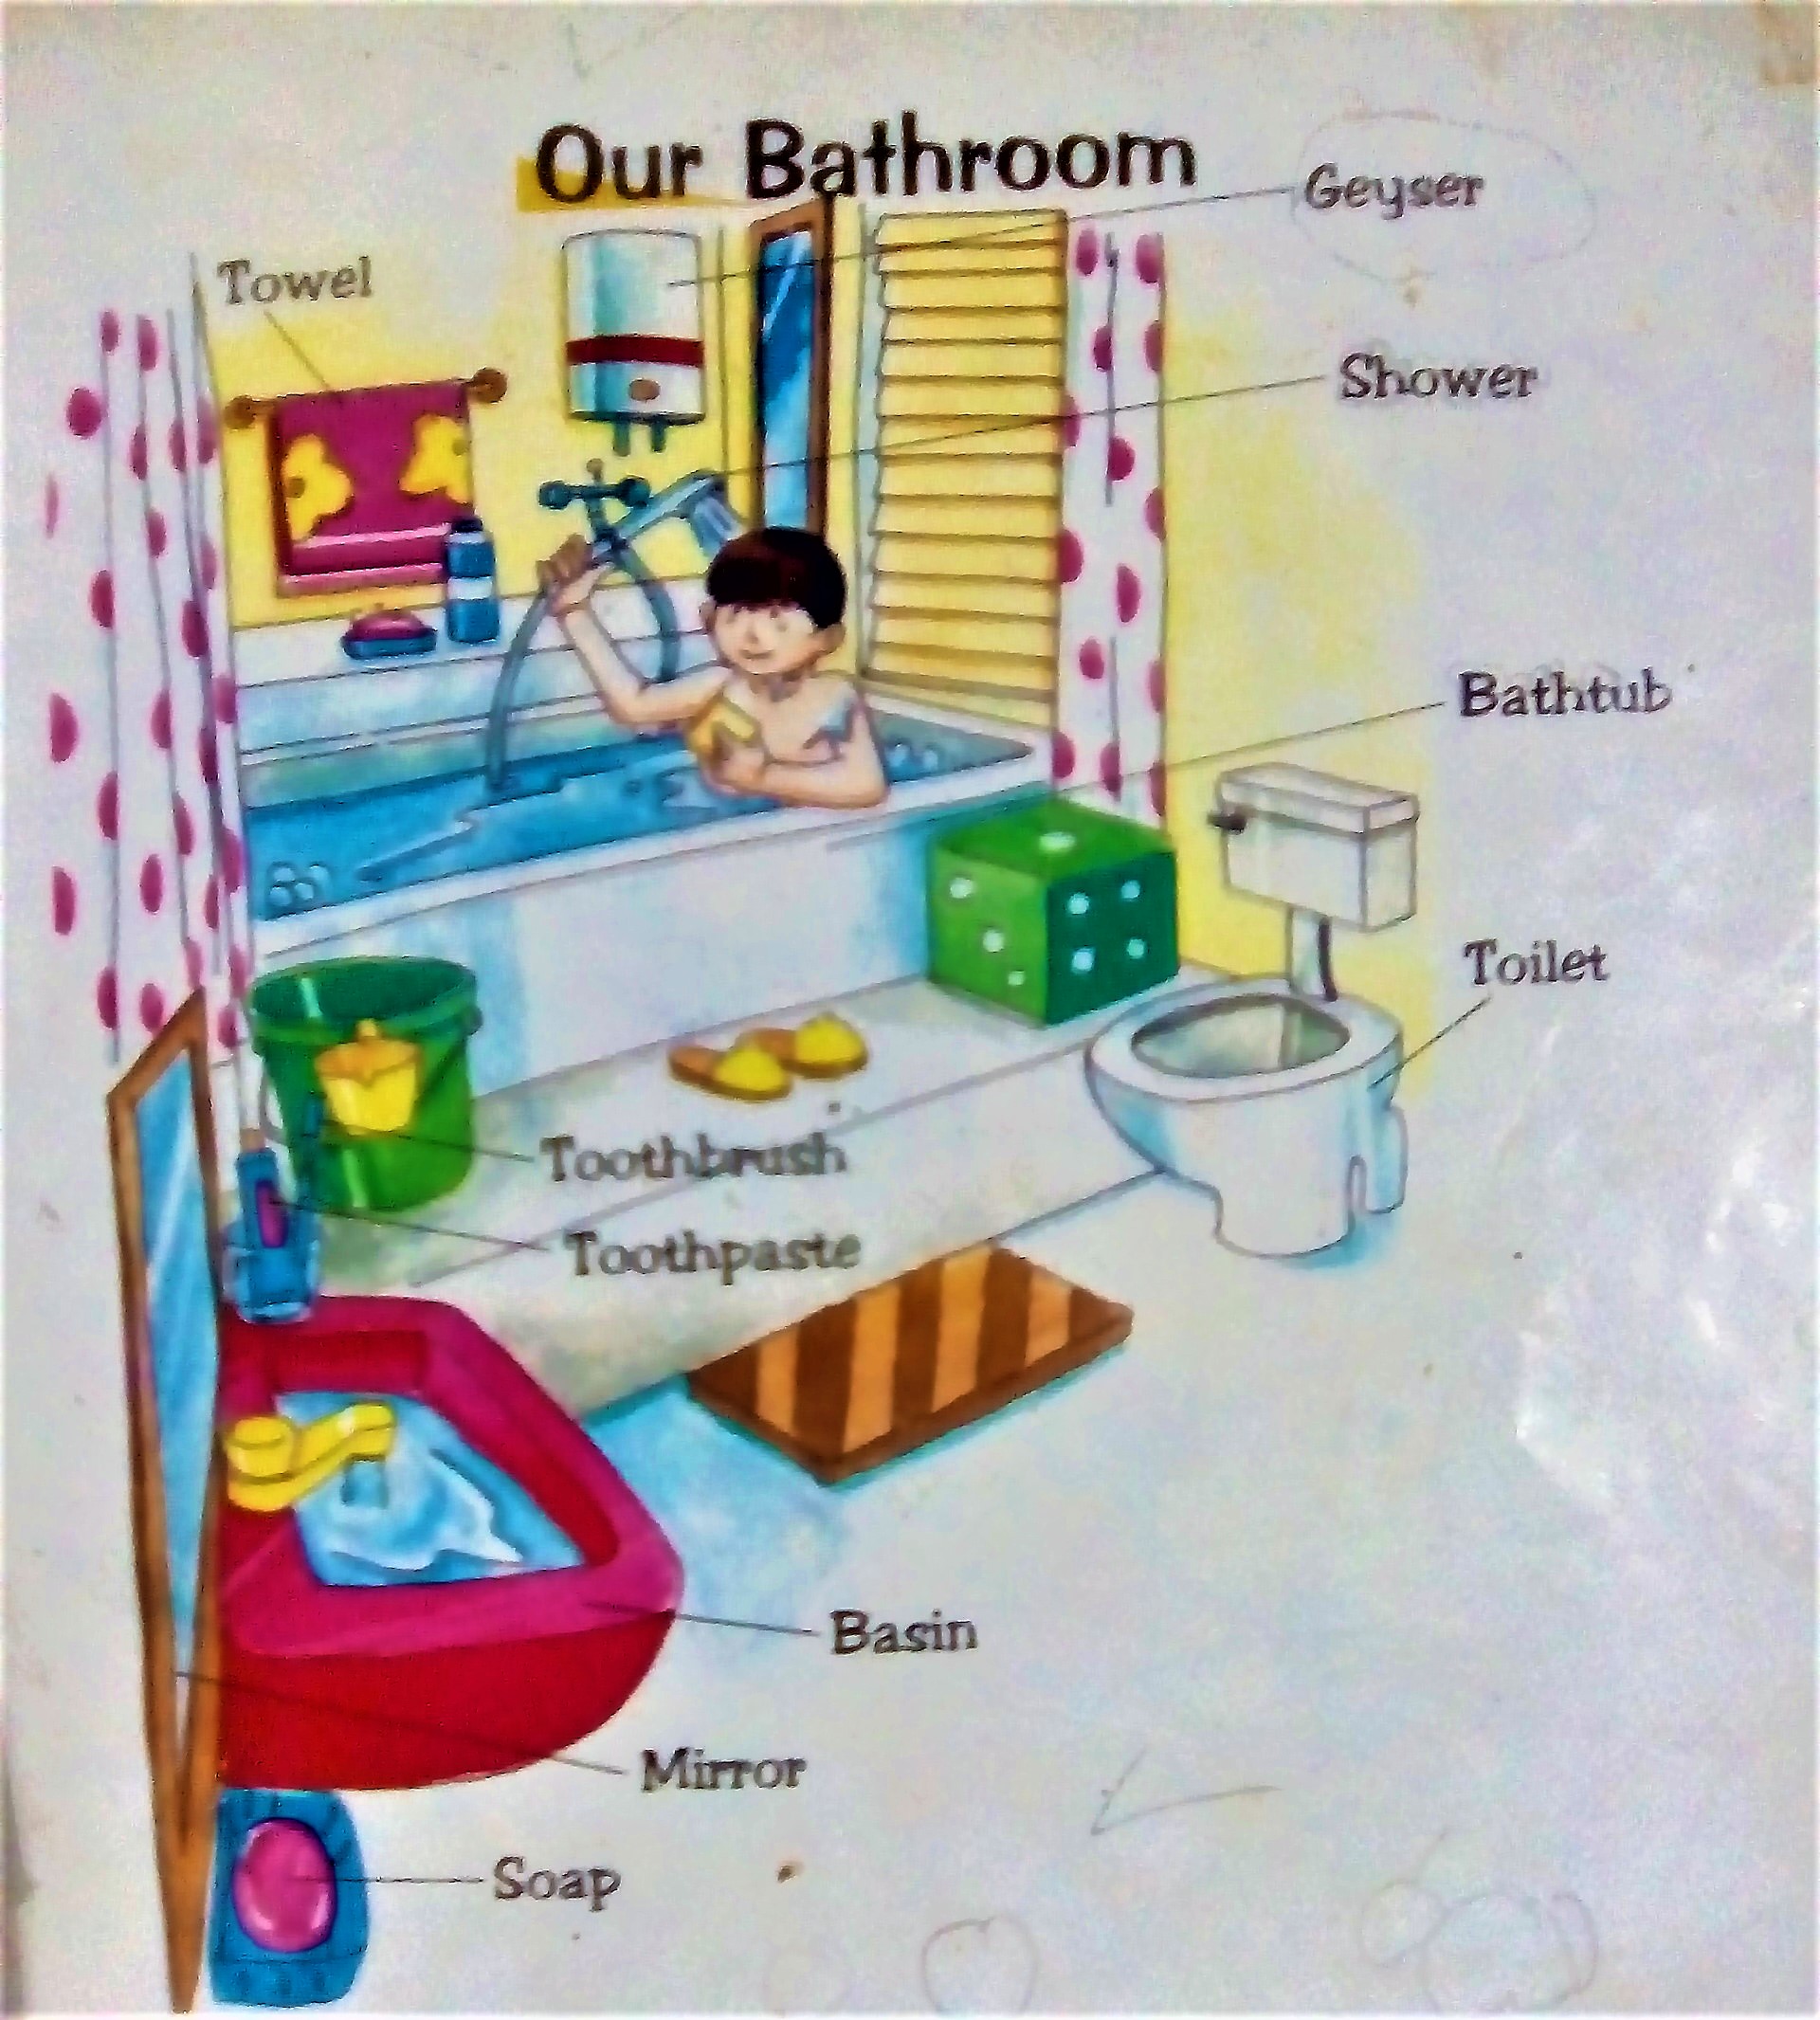 Our Bathroom
Geyser
Towel
Shower
Bathtub
Toilet
Toothbrush
Toothpaste
Basin
Mirror
Soap